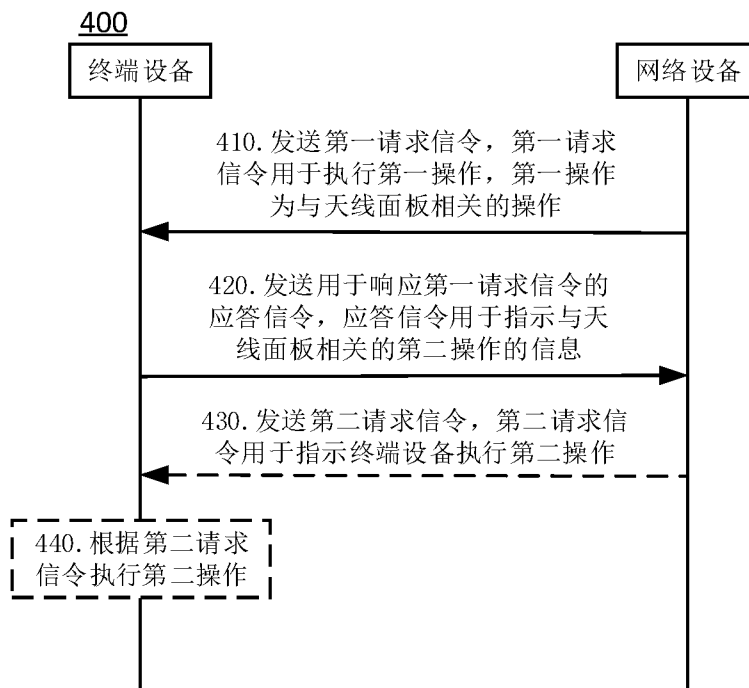 400
终端设备
网络设备
410.发送第一请求信令，第一请求
信令用于执行第一操作，第一操作
为与天线面板相关的操作
420.发送用于响应第一请求信令的
应答信令，应答信令用于指示与天
线面板相关的第二操作的信息
430.发送第二请求信令，第二请求信
令用于指示终端设备执行第二操作
440.根据第二请求
信令执行第二操作